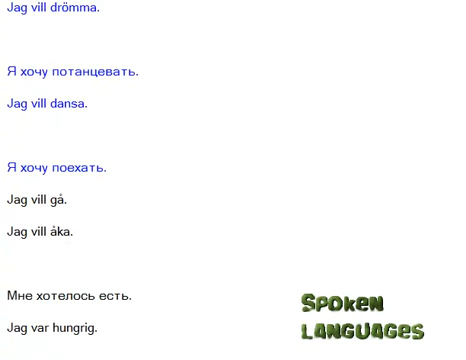 Jag vill drömma.
Я хочу потанцевать.
Jag vill dansa.
Я хочу поехать.
Jag vill gå.
Jag vill åka.
Мне хотелось есть.
Jag var hungrig.
Spoken
Languages